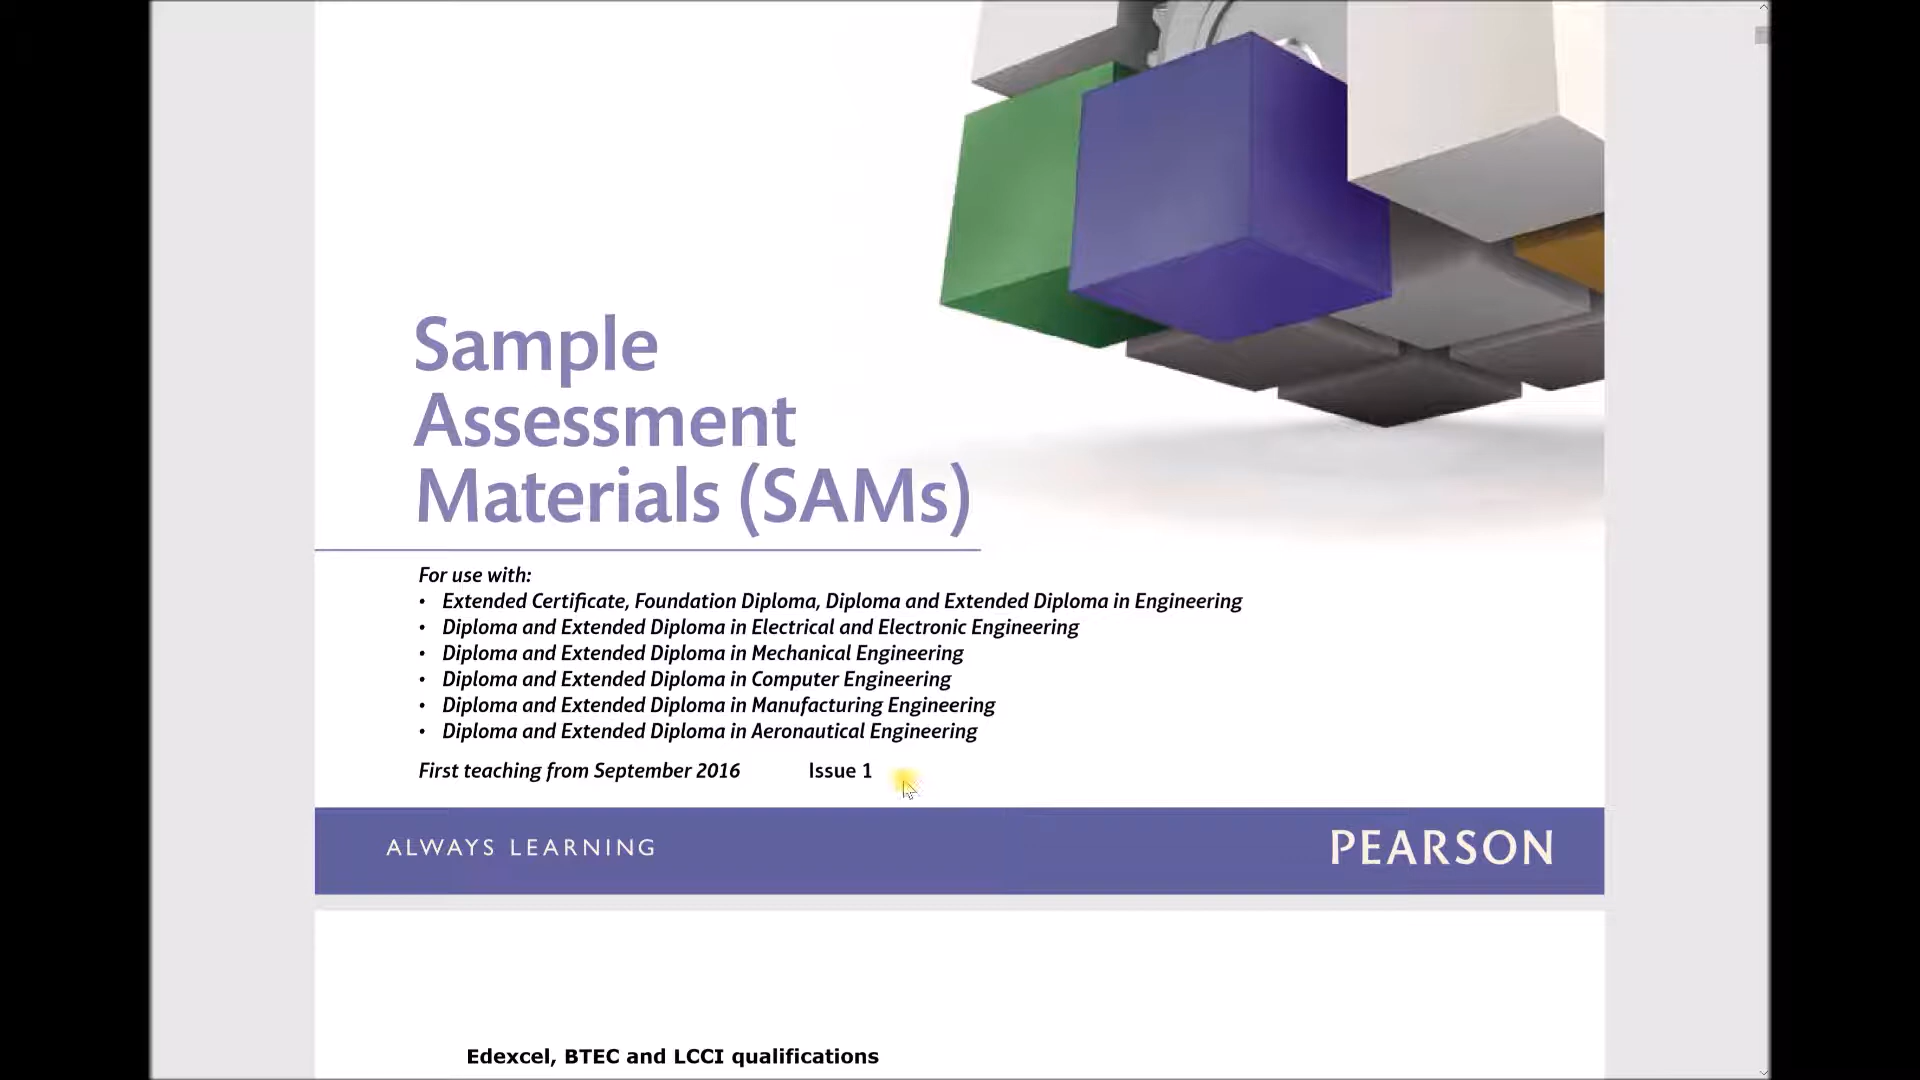 Sample
Assessment
Materials (SAMs)
For use with:
• Extended Certificate, Foundation Diploma, Diploma and Extended Diploma in Engineering
• Diploma and Extended Diploma in Electrical and Electronic Engineering
• Diploma and Extended Diploma in Mechanical Engineering
• Diploma and Extended Diploma in Computer Engineering
• Diploma and Extended Diploma in Manufacturing Engineering
• Diploma and Extended Diploma in Aeronautical Engineering
First teaching from September 2016 Issue 1
ALWAYS LEARNING PEARSON
Edexcel, BTEC and LCCI qualifications